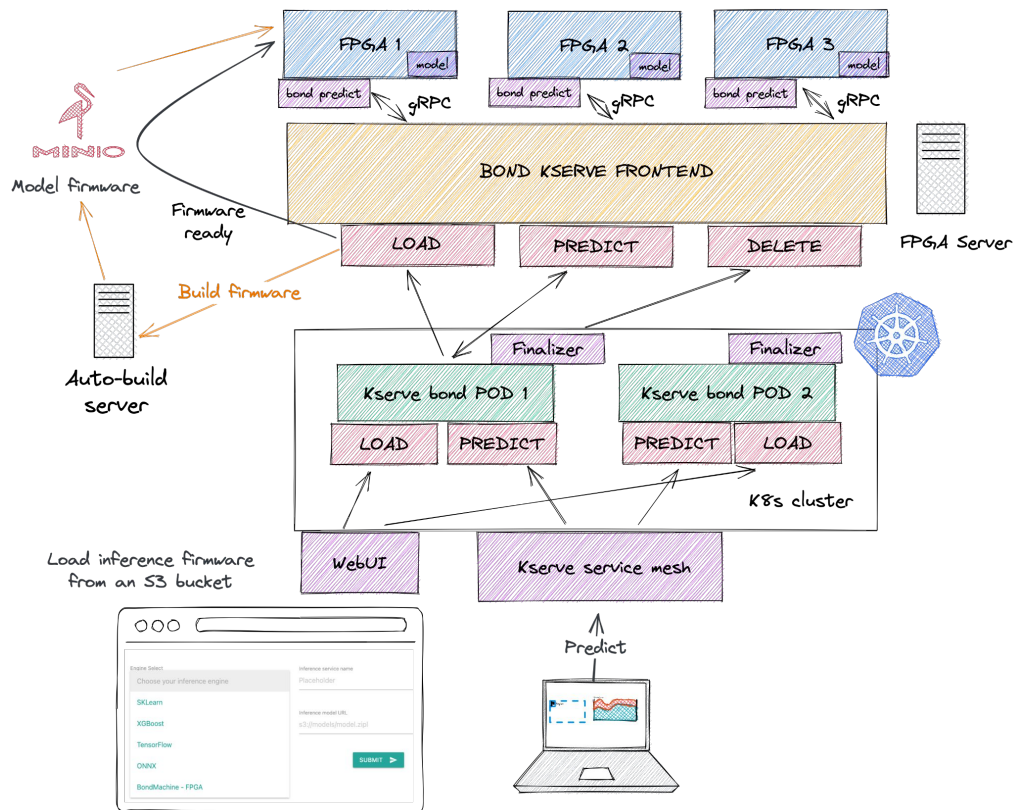 FPGA 1
model
bond predict
gRPC
FPGA 2
model
bond predict
gRPC
FPGA 3
model
bond predict
gRPC
MINIO
Model firmware
BOND KSERVE FRONTEND
Firmware
ready
LOAD
PREDICT
DELETE
FPGA Server
Build firmware
Auto-build
server
Finalizer
Kserve bond POD 1
LOAD
PREDICT
Finalizer
Kserve bond POD 2
PREDICT
LOAD
K8s cluster
WebUI
Kserve service mesh
Load inference firmware
from an S3 bucket
Predict
Engine Select
Choose your inference engine
SKLearn
XGBoost
TensorFlow
ONNX
BondMachine - FPGA
Inference service name
Placeholder
Inference model URL
s3://models/model.zip!
SUBMIT